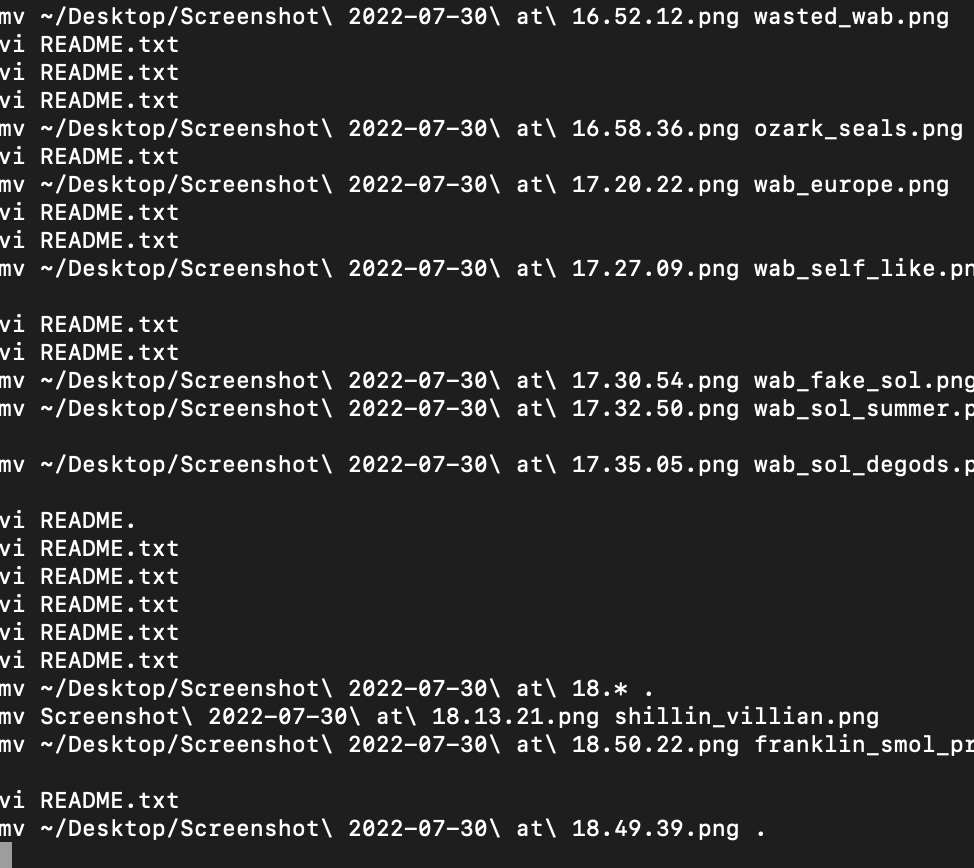 mv ~/Desktop/Screenshot\ 2022-07-30\ at\ 16.52.12.png wasted_wab.png
vi README.txt
vi README.txt
vi README.txt
mv ~/Desktop/Screenshot\ 2022-07-30\ at\ 16.58.36.png ozark_seals.png
vi README.txt
mv ~/Desktop/Screenshot\ 2022-07-30\ at\ 17.20.22.png wab_europe.png
vi README.txt
vi README.txt
mv ~/Desktop/Screenshot\ 2022-07-30\ at\ 17.27.09.png wab_self_like.pn
vi README.txt
vi README.txt
mv ~/Desktop/Screenshot\ 2022-07-30\ at\ 17.30.54.png wab_fake_sol.png
mv ~/Desktop/Screenshot\ 2022-07-30\ at\ 17.32.50.png wab_sol_summer.p
mv ~/Desktop/Screenshot\ 2022-07-30\ at\ 17.35.05.png wab_sol_degods.p
vi README.
vi README.txt
vi README.txt
vi README.txt
vi README.txt
vi README.txt
mv ~/Desktop/Screenshot\ 2022-07-30\ at\ 18.* .
mv Screenshot\ 2022-07-30\ at\ 18.13.21.png shillin_villian.png
mv ~/Desktop/Screenshot\ 2022-07-30\ at\ 18.50.22.png franklin_smol_pr
vi README.txt
mv ~/Desktop/Screenshot\ 2022-07-30\ at\ 18.49.39.png .